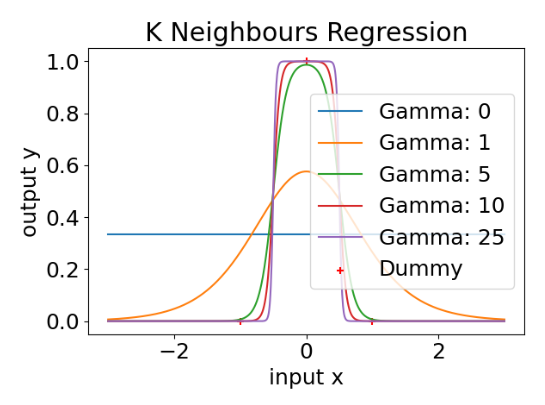 K Neighbours Regression
output y
1.0
0.8
0.6
0.4
0.2
0.0
Gamma: 0
Gamma: 1
Gamma: 5
Gamma: 10
Gamma: 25
Dummy
−2
0
2
input x